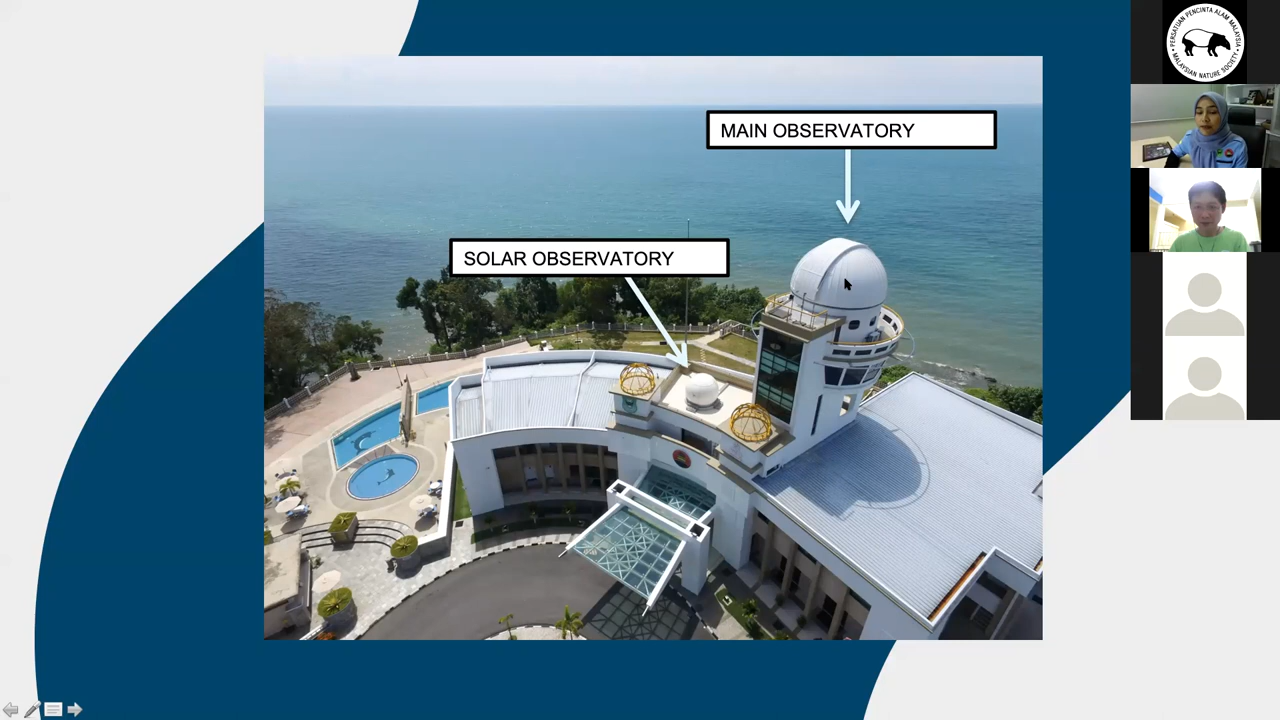 MAIN OBSERVATORY
SOLAR OBSERVATORY
PERSATUAN PENCINTA ALAM MALAYSIA
MALAYSIAN NATURE SOCIETY